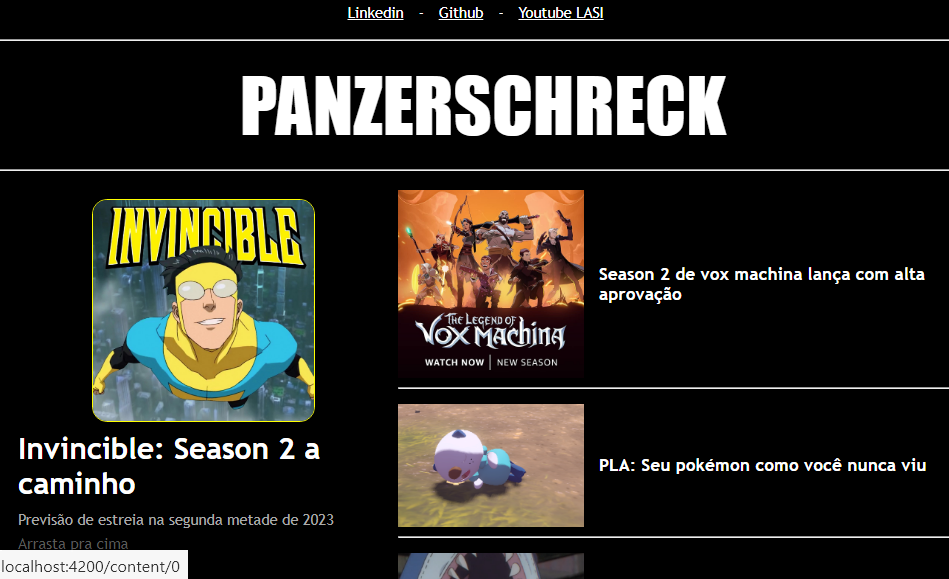 Linkedin - Github - Youtube LASI
PANZERSCHRECK
INVINCIBLE
Invincible: Season 2 a
caminho
Previsão de estreia na segunda metade de 2023
Arrasta pra cima
THE LEGEND OF
VOX MACHINA
WATCH NOW | NEW SEASON
Season 2 de vox machina lança com alta
aprovação
PLA: Seu pokémon como você nunca viu
localhost:4200/content/0